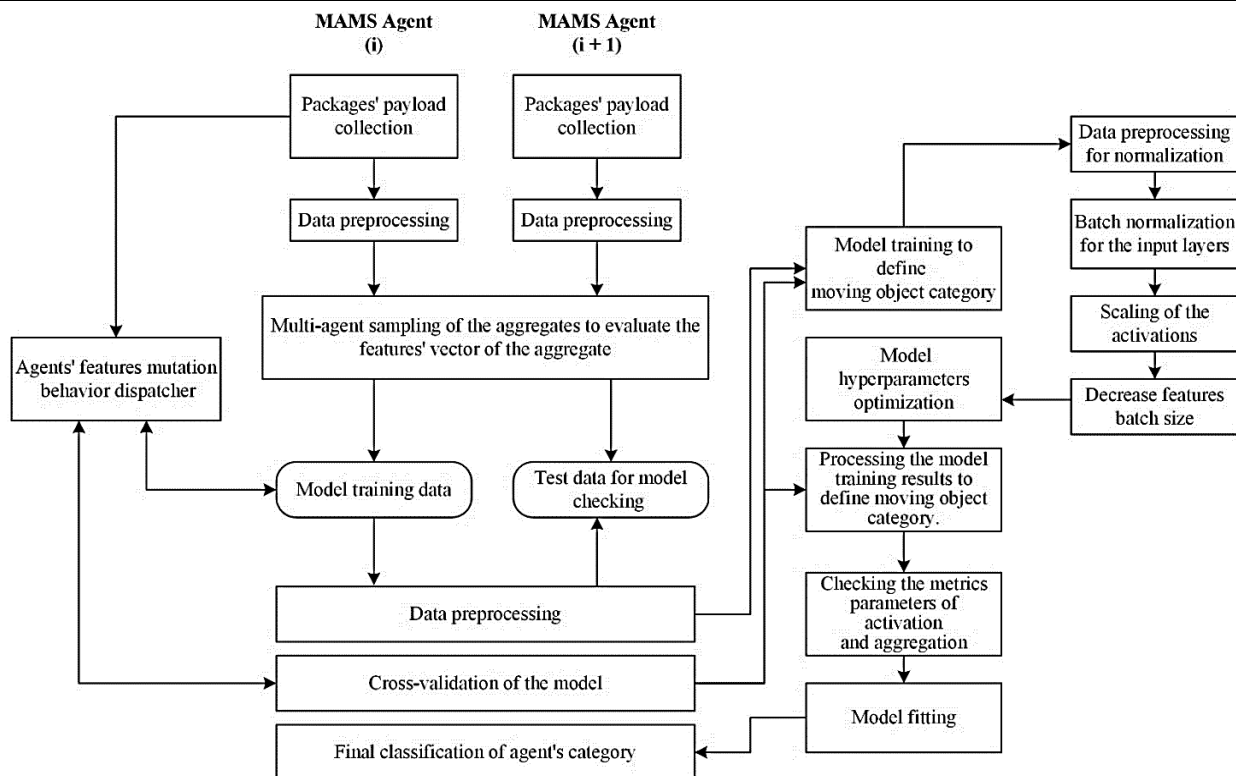 MAMS Agent
(i)
MAMS Agent
(i + 1)
Packages' payload
collection
Packages' payload
collection
Data preprocessing
for normalization
Data preprocessing
Data preprocessing
Batch normalization
for the input layers
Model training to
define
moving object category
Multi-agent sampling of the aggregates to evaluate the
features' vector of the aggregate
Scaling of the
activations
Agents' features mutation
behavior dispatcher
Model
hyperparameters
optimization
Decrease features
batch size
Model training data
Test data for model
checking
Processing the model
training results to
define moving object
category.
Data preprocessing
Checking the metrics
parameters of
activation
and aggregation
Cross-validation of the model
Model fitting
Final classification of agent's category